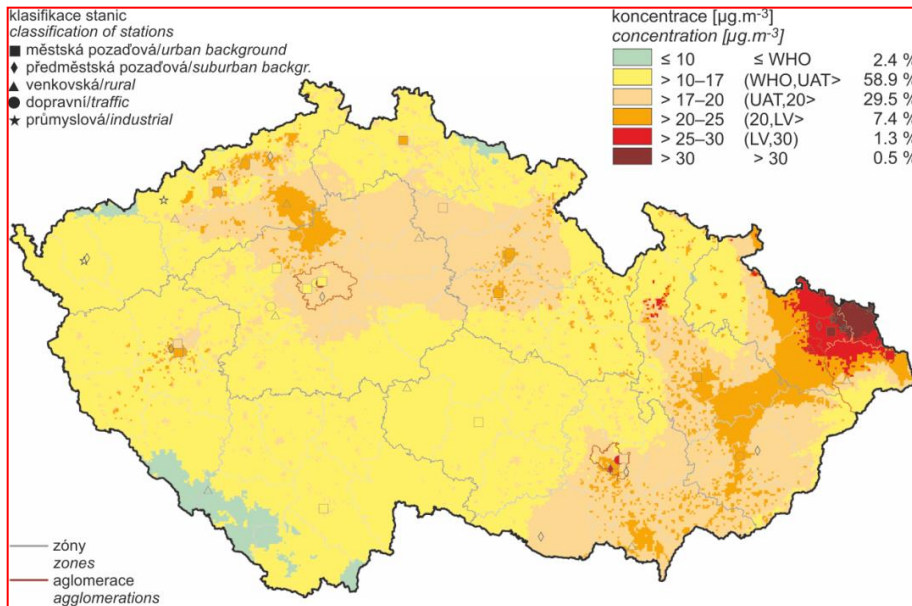 klasifikace stanic
classification of stations
městská pozaďová/urban background
předměstská pozaďová/suburban backgr.
venkovská/rural
dopravní/traffic
průmyslová/industrial
koncentrace [µg.m-3]
concentration [µg.m-3]
≤ 10 ≤ WHO 2.4 %
> 10–17 (WHO,UAT> 58.9 %
> 17–20 (UAT,20> 29.5 %
> 20–25 (20,LV> 7.4 %
> 25–30 (LV,30) 1.3 %
> 30 > 30 0.5 %
zóny
zones
aglomerace
agglomerations